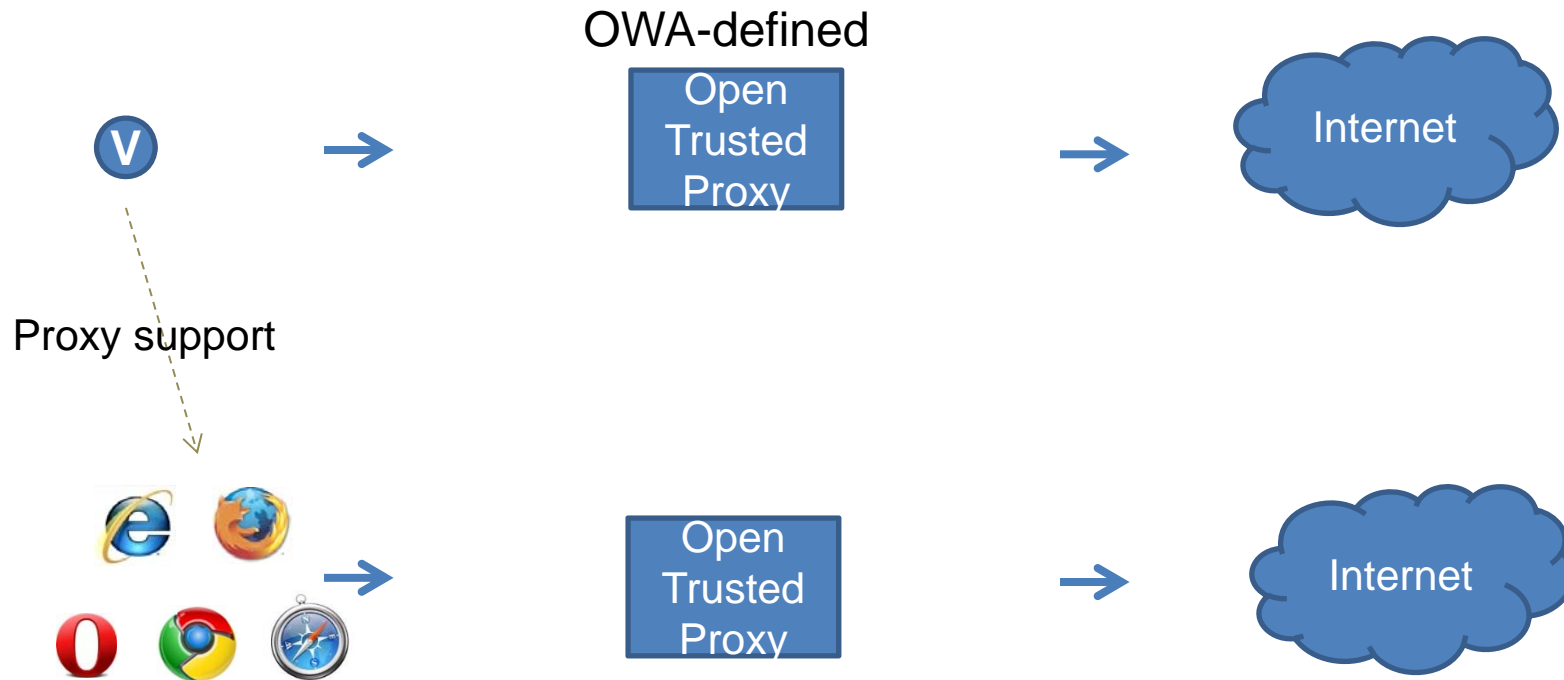 OWA-defined
Open
Trusted
Proxy
V
Internet
Proxy support
Open
Trusted
Proxy
Internet